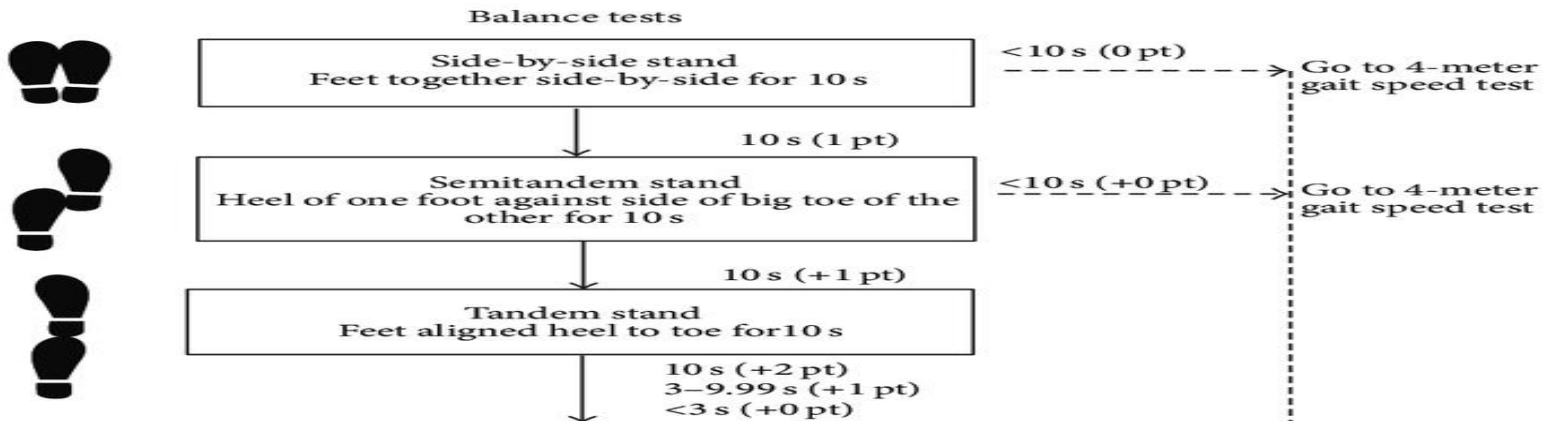 Balance tests
Side-by-side stand
Feet together side-by-side for 10 s
<10 s (0 pt)
Go to 4-meter
gait speed test
10 s (1 pt)
Semitandem stand
Heel of one foot against side of big toe of the
other for 10 s
<10 s (+0 pt)
Go to 4-meter
gait speed test
10 s (+1 pt)
Tandem stand
Feet aligned heel to toe for10 s
10 s (+2 pt)
3–9.99 s (+1 pt)
<3 s (+0 pt)